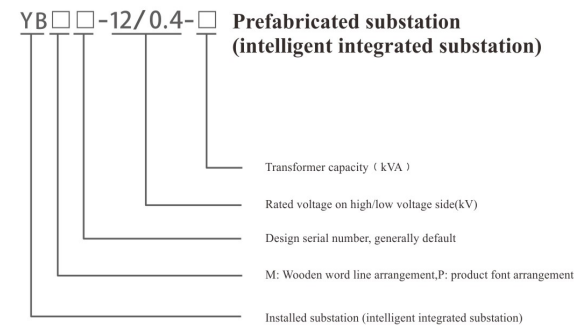 YB□□-12/0.4-□ Prefabricated substation
(intelligent integrated substation)
Transformer capacity（kVA）
Rated voltage on high/low voltage side(kV)
Design serial number, generally default
M: Wooden word line arrangement,P: product font arrangement
Installed substation (intelligent integrated substation)